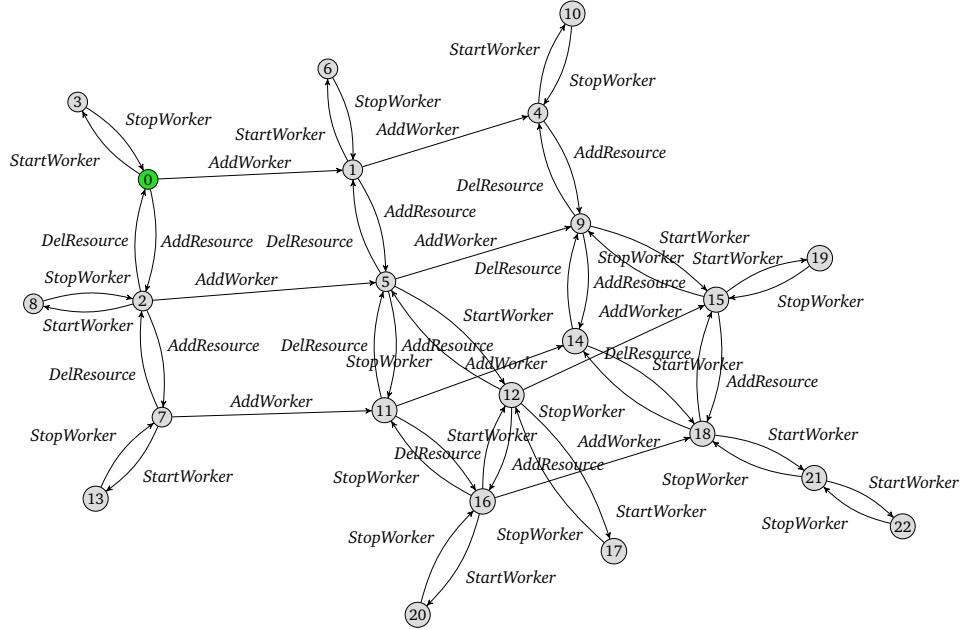 10
StartWorker
6
StopWorker
3
StopWorker
4
StopWorker
StartWorker
AddWorker
AddResource
StartWorker
AddWorker
1
0
DelResource
AddResource
9
DelResource
AddResource
DelResource
AddWorker
StartWorker
StopWorker
StartWorker
19
StopWorker
AddWorker
5
DelResource
AddResource
15
8
2
StopWorker
StartWorker
StartWorker
AddWorker
14
AddResource
DelResource
AddResource
StopWorker
AddWorker
DelResource
StartWorker
DelResource
AddResource
12
AddWorker
7
11
StopWorker
StopWorker
StartWorker
AddWorker
18
StartWorker
DelResource
AddResource
StartWorker
StopWorker
StopWorker
21
StartWorker
13
16
StartWorker
StopWorker
22
StopWorker
StopWorker
17
StartWorker
20